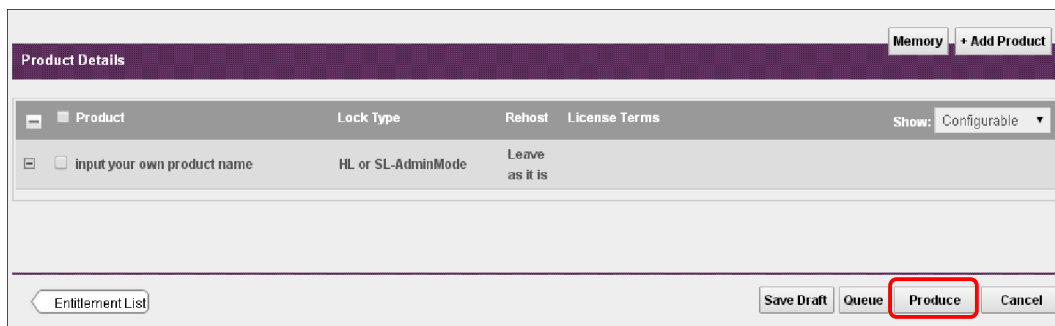 Memory + Add Product
Product Details
Product Lock Type Rehost License Terms Show: Configurable
input your own product name HL or SL-AdminMode Leave
as it is
Entitlement List Save Draft Queue Produce Cancel